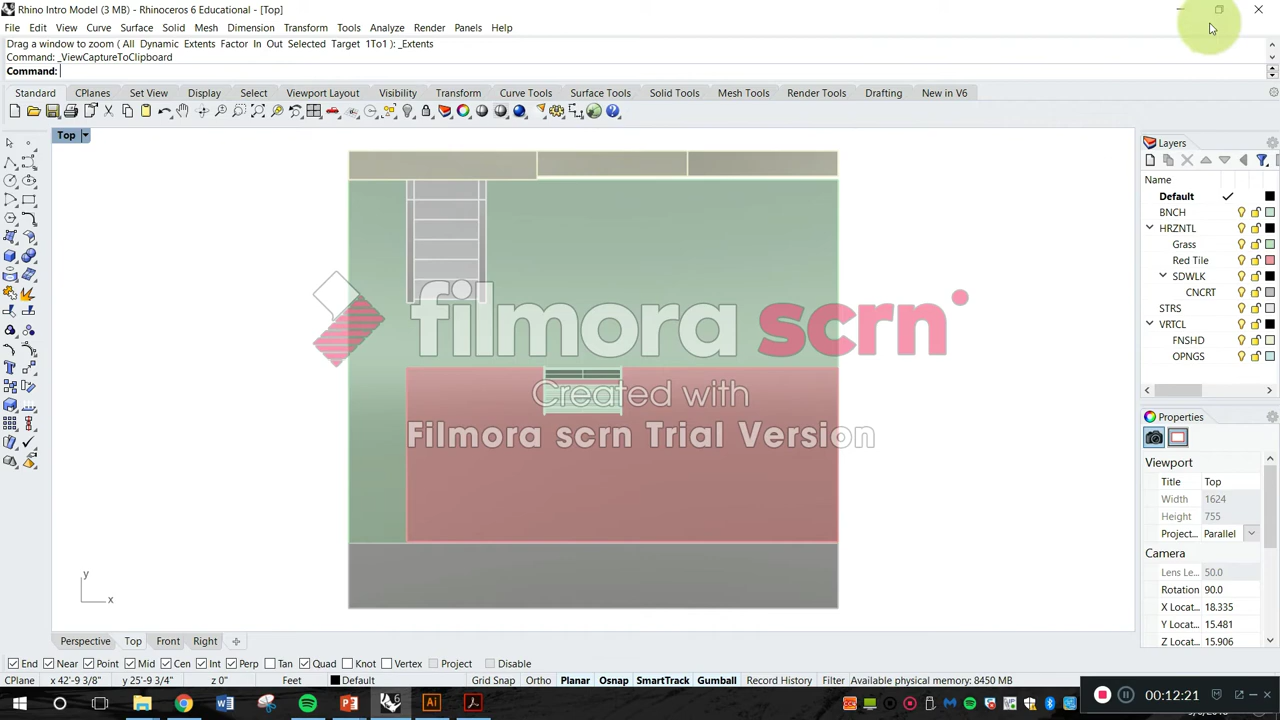 Rhino Intro Model (3 MB) - Rhinoceros 6 Educational - [Top]
File Edit View Curve Surface Solid Mesh Dimension Transform Tools Analyze Render Panels Help
Drag a window to zoom ( All Dynamic Extents Factor In Out Selected Target 1To1 ): _Extents
Command: _ViewCaptureToClipboard
Command:
Standard CPlanes Set View Display Select Viewport Layout Visibility Transform Curve Tools Surface Tools Solid Tools Mesh Tools Render Tools Drafting New in V6
Top
Layers
Name
Default
BNCH
HRZNTL
Grass
Red Tile
SDWLK
CNCRT
STRS
VRTCL
FNSHD
OPNGS
filmora scrn
Created with
Filmora scrn Trial Version
Properties
Viewport
Title Top
Width 1624
Height 755
Project... Parallel
Camera
Lens Le... 50.0
Rotation 90.0
X Locat... 18.335
Y Locat... 15.481
Z Locat... 15.906
y
x
Perspective Top Front Right
End Near Point Mid Cen Int Perp Tan Quad Knot Vertex Project Disable
CPlane x 42'-9 3/8" y 25'-9 3/4" z 0" Feet Default Grid Snap Ortho Planar Osnap SmartTrack Gumball Record History Filter Available physical memory: 8450 MB
00:12:21